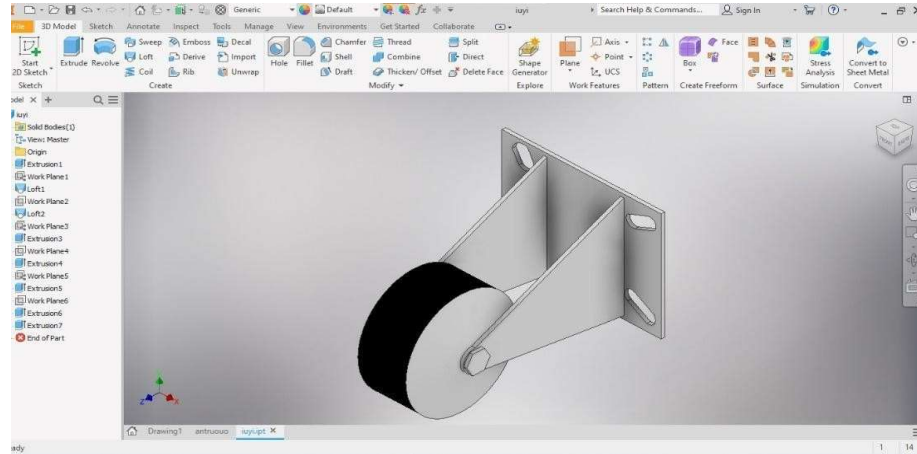 Generic Default fx iuyi Search Help & Commands... Sign In
File 3D Model Sketch Annotate Inspect Tools Manage View Environments Get Started Collaborate
Start 2D Sketch Extrude Revolve Sweep Emboss Decal Hole Fillet Chamfer Thread Split Shape Generator Plane Axis Box Face Stress Analysis Convert to Sheet Metal
Loft Derive Import Shell Combine Direct Point
Coil Rib Unwrap Draft Thicken/ Offset Delete Face UCS
Sketch Create Modify Explore Work Features Pattern Create Freeform Surface Simulation Convert
odel
iuyi
Solid Bodies(1)
View: Master
Origin
Extrusion1
Work Plane1
Loft1
Work Plane2
Loft2
Work Plane3
Extrusion3
Work Plane4
Extrusion4
Work Plane5
Extrusion5
Work Plane6
Extrusion6
Extrusion7
End of Part
Drawing1 antruouo iuyi.ipt
ady 1 14